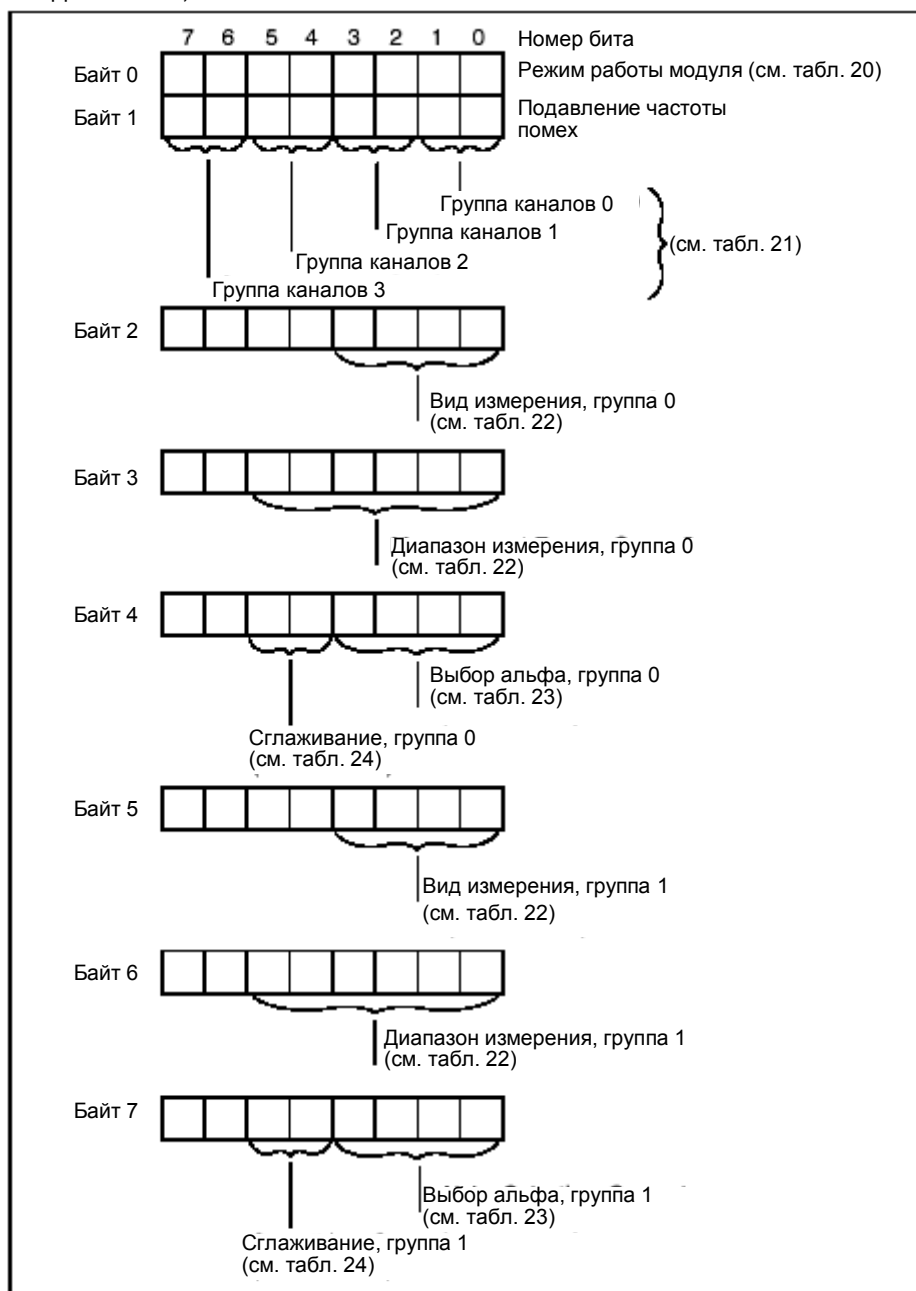 7 6 5 4 3 2 1 0 Номер бита
Байт 0 Режим работы модуля (см. табл. 20)
Байт 1 Подавление частоты
помех
Группа каналов 0
Группа каналов 1
(см. табл. 21)
Группа каналов 2
Группа каналов 3
Байт 2
Вид измерения, группа 0
(см. табл. 22)
Байт 3
Диапазон измерения, группа 0
(см. табл. 22)
Байт 4
Выбор альфа, группа 0
(см. табл. 23)
Сглаживание, группа 0
(см. табл. 24)
Байт 5
Вид измерения, группа 1
(см. табл. 22)
Байт 6
Диапазон измерения, группа 1
(см. табл. 22)
Байт 7
Выбор альфа, группа 1
(см. табл. 23)
Сглаживание, группа 1
(см. табл. 24)